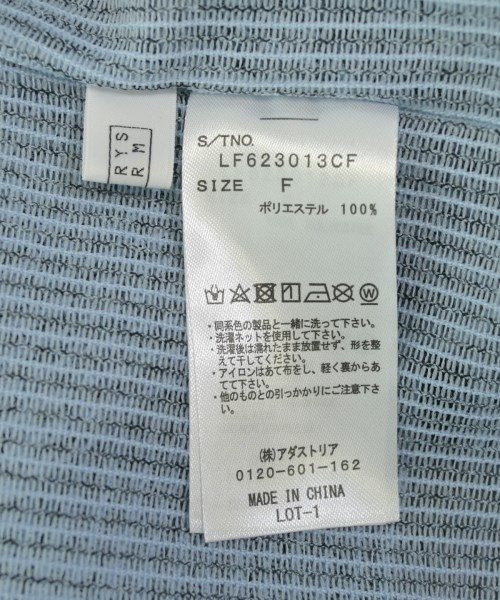 RY.S
RM
S/TNO.
LF623013CF
SIZE F
ポリエステル 100%
・同系色の製品と一緒に洗って下さい。
・洗濯ネットを使用して下さい。
・洗濯後は濡れたまま放置せず、形を整
えて干してください。
・アイロンはあて布をし、軽く裏からあ
てて下さい。
・他のものとの引っかかりにご注意下さ
い。
(株)アダストリア
0120-601-162
MADE IN CHINA
LOT-1